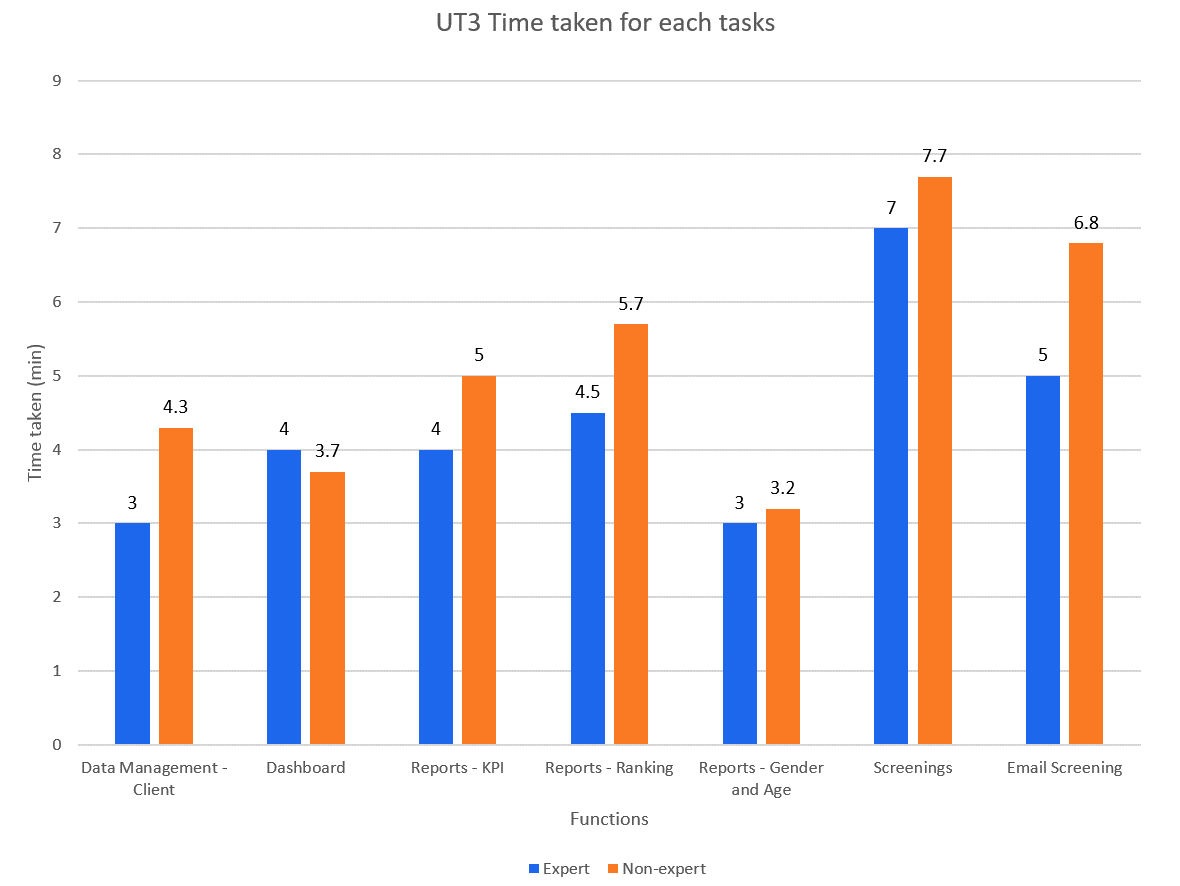 UT3 Time taken for each tasks
9
8
7
6
5
4
3
2
1
0
Time taken (min)
3
4.3
4
3.7
4
5
4.5
5.7
3
3.2
7
7.7
5
6.8
Data Management -
Client
Dashboard
Reports - KPI
Reports - Ranking
Reports - Gender
and Age
Screenings
Email Screening
Functions
Expert
Non-expert